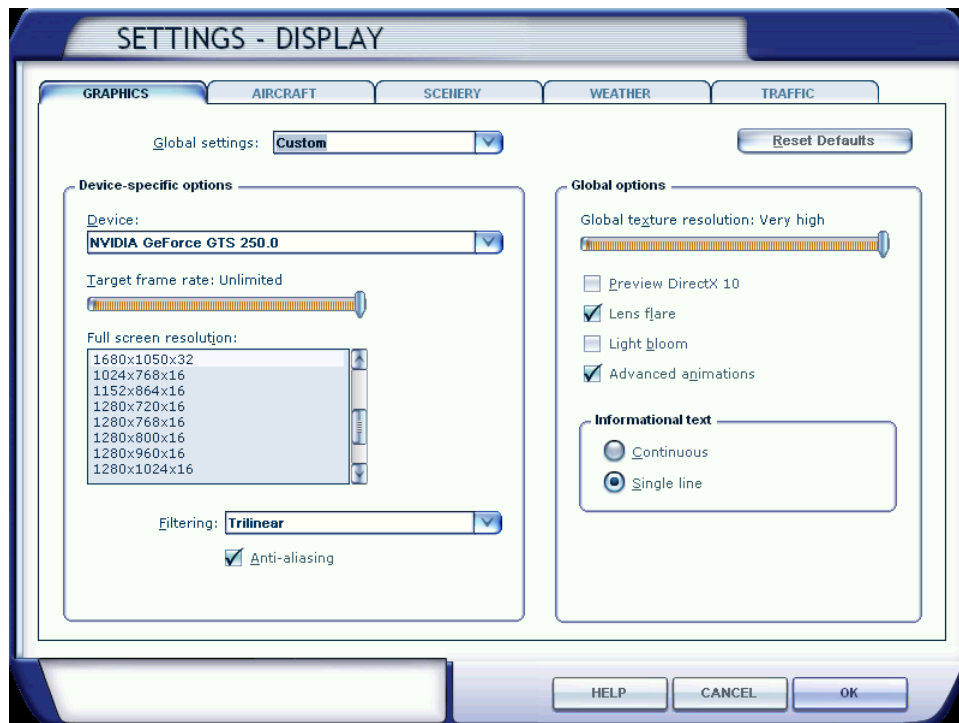 SETTINGS - DISPLAY
GRAPHICS
AIRCRAFT
SCENERY
WEATHER
TRAFFIC
Global settings: Custom
Reset Defaults
Device-specific options
Device:
NVIDIA GeForce GTS 250.0
Target frame rate: Unlimited
Full screen resolution:
1680x1050x32
1024x768x16
1152x864x16
1280x720x16
1280x768x16
1280x800x16
1280x960x16
1280x1024x16
Filtering: Trilinear
Anti-aliasing
Global options
Global texture resolution: Very high
Preview DirectX 10
Lens flare
Light bloom
Advanced animations
Informational text
Continuous
Single line
HELP
CANCEL
OK